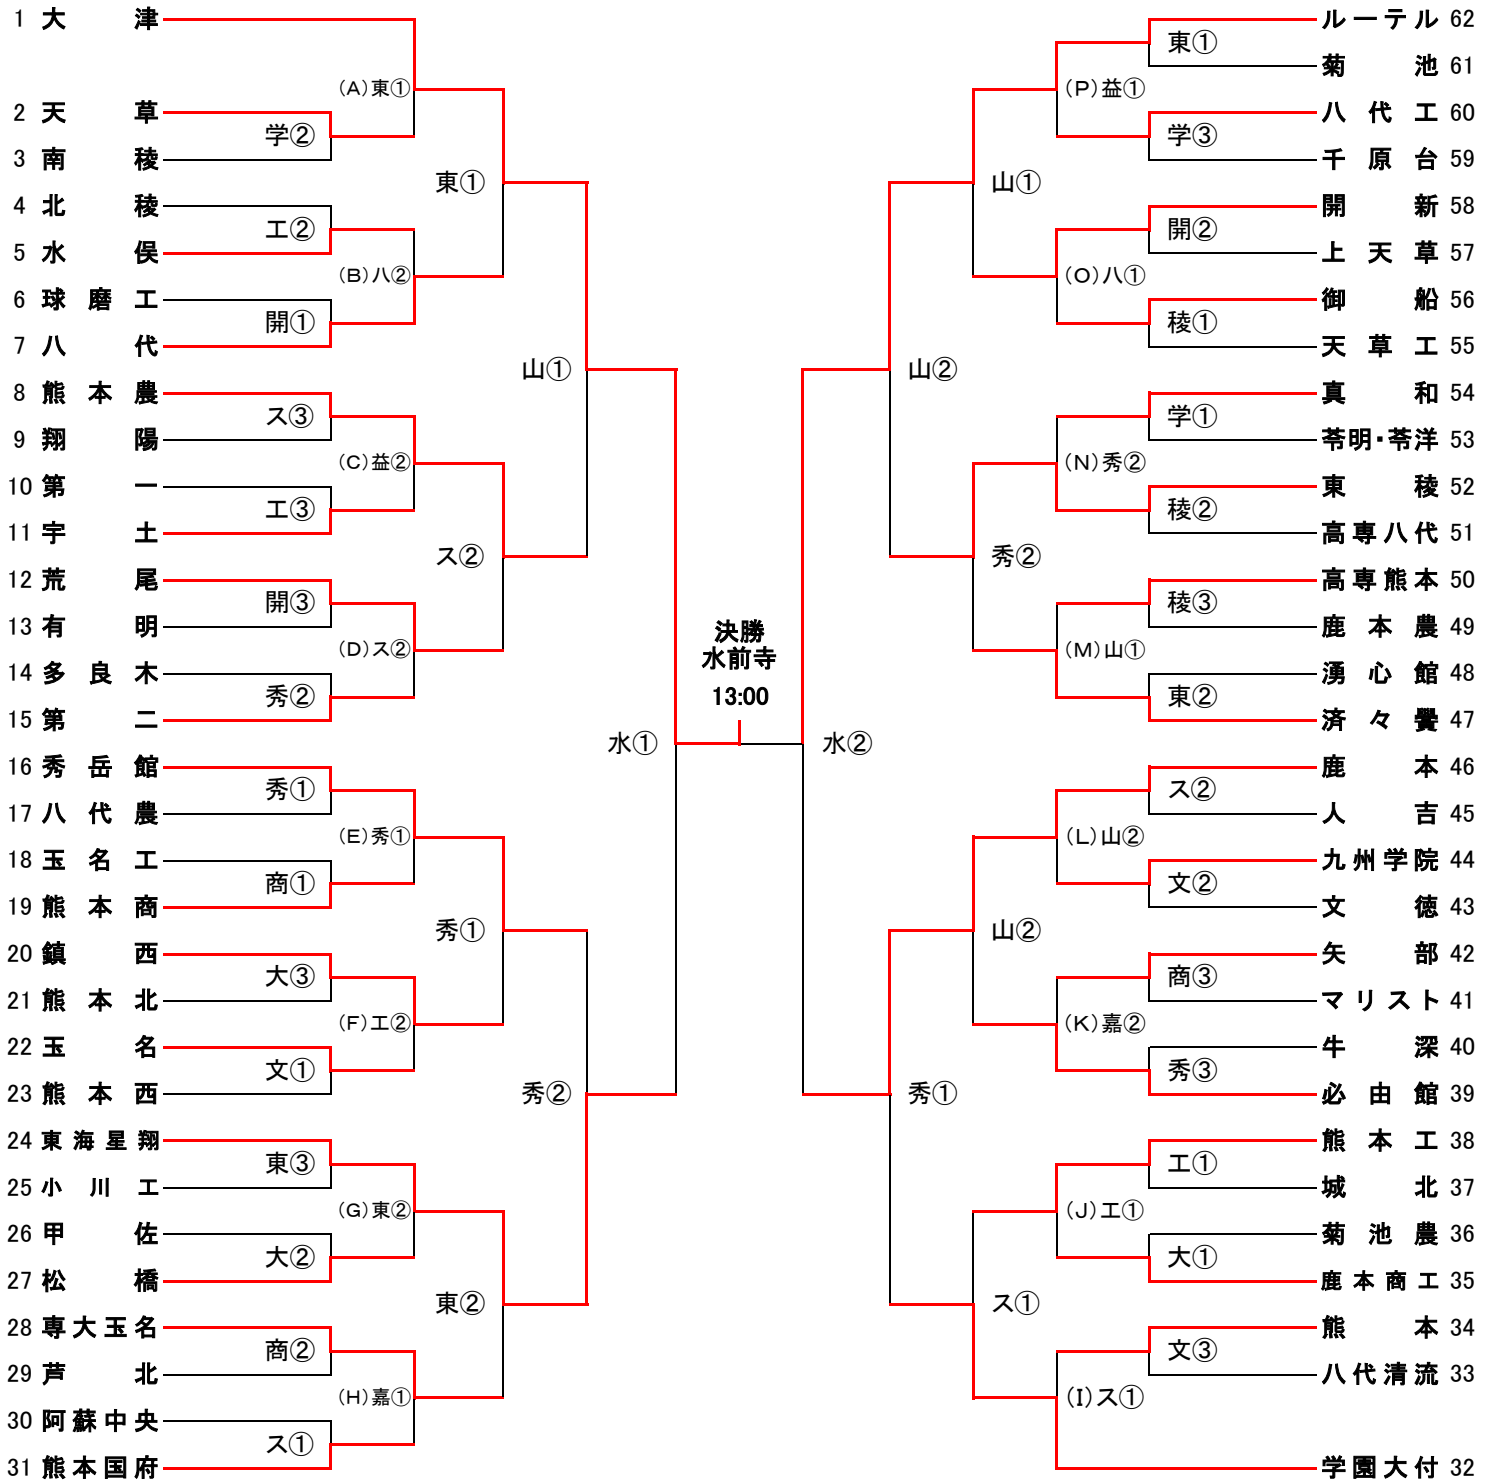 1 大津
2 天草
3 南稜
4 北稜
5 水俣
6 球磨工
7 八代
8 熊本農
9 翔陽
10 第一
11 宇土
12 荒尾
13 有明
14 多良木
15 第二
16 秀岳館
17 八代農
18 玉名工
19 熊本商
20 鎮西
21 熊本北
22 玉名
23 熊本西
24 東海星翔
25 小川工
26 甲佐
27 松橋
28 専大玉名
29 芦北
30 阿蘇中央
31 熊本国府
学②
工②
開①
ス③
工③
開③
秀②
秀①
商①
大③
文①
東③
大②
商②
ス①
(A)東①
(B)八②
(C)益②
(D)ス②
(E)秀①
(F)工②
(G)東②
(H)嘉①
東①
ス②
秀①
東②
山①
秀②
水①
決勝
水前寺
13:00
水②
山②
秀①
山①
秀②
山②
ス①
(P)益①
(O)八①
(N)秀②
(M)山①
(L)山②
(K)嘉②
(J)工①
(I)ス①
東①
学③
開②
稜①
学①
稜②
稜③
東②
ス②
文②
商③
秀③
工①
大①
文③
ルーテル 62
菊池 61
八代工 60
千原台 59
開新 58
上天草 57
御船 56
天草工 55
真和 54
苓明・苓洋 53
東稜 52
高専八代 51
高専熊本 50
鹿本農 49
湧心館 48
済々黌 47
鹿本 46
人吉 45
九州学院 44
文徳 43
矢部 42
マリスト 41
牛深 40
必由館 39
熊本工 38
城北 37
菊池農 36
鹿本商工 35
熊本 34
八代清流 33
学園大付 32